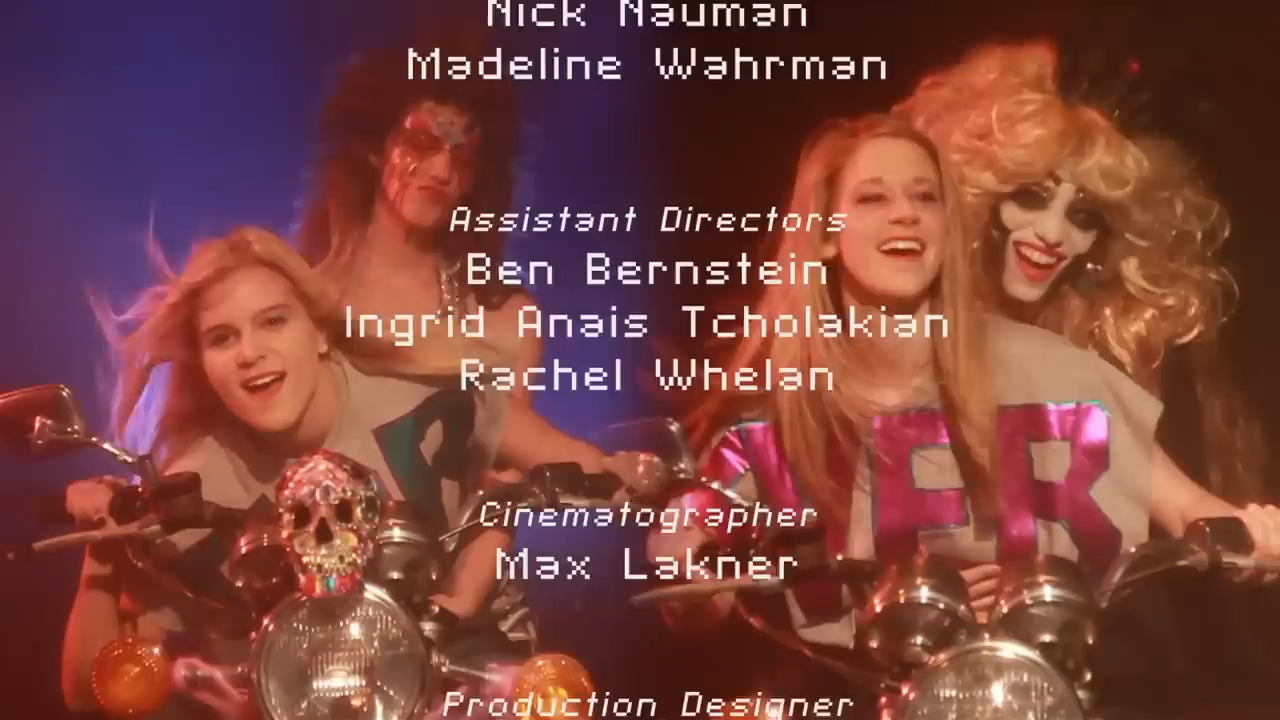 Nick Nauman
Madeline Wahrman
Assistant Directors
Ben Bernstein
Ingrid Anais Tcholakian
Rachel Whelan
Cinematographer
Max Lakner
Production Designer